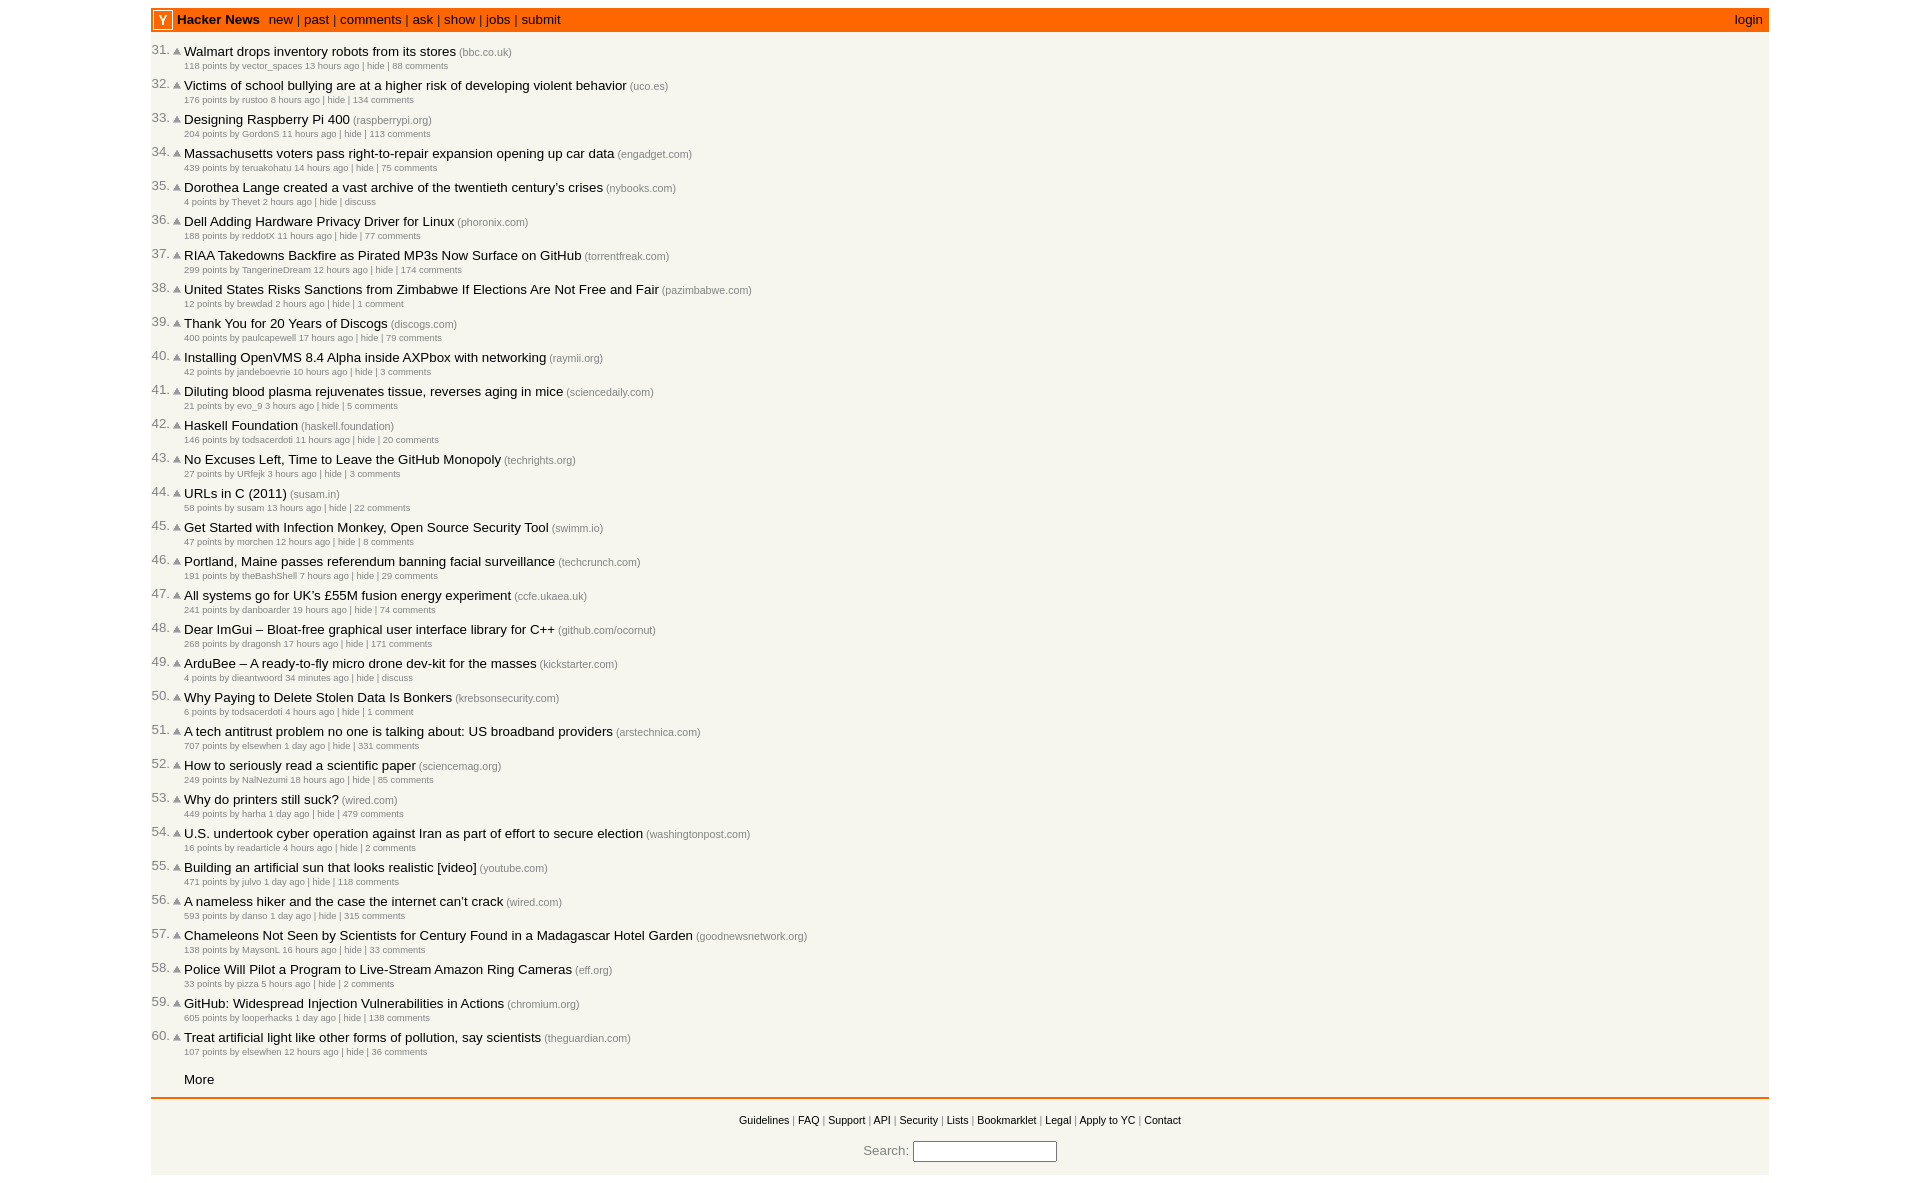 Y Hacker News new | past | comments | ask | show | jobs | submit login
31. Walmart drops inventory robots from its stores (bbc.co.uk)
118 points by vector_spaces 13 hours ago | hide | 88 comments
32. Victims of school bullying are at a higher risk of developing violent behavior (uco.es)
176 points by rustoo 8 hours ago | hide | 134 comments
33. Designing Raspberry Pi 400 (raspberrypi.org)
204 points by GordonS 11 hours ago | hide | 113 comments
34. Massachusetts voters pass right-to-repair expansion opening up car data (engadget.com)
439 points by teruakohatu 14 hours ago | hide | 75 comments
35. Dorothea Lange created a vast archive of the twentieth century’s crises (nybooks.com)
4 points by Thevet 2 hours ago | hide | discuss
36. Dell Adding Hardware Privacy Driver for Linux (phoronix.com)
188 points by reddotX 11 hours ago | hide | 77 comments
37. RIAA Takedowns Backfire as Pirated MP3s Now Surface on GitHub (torrentfreak.com)
299 points by TangerineDream 12 hours ago | hide | 174 comments
38. United States Risks Sanctions from Zimbabwe If Elections Are Not Free and Fair (pazimbabwe.com)
12 points by brewdad 2 hours ago | hide | 1 comment
39. Thank You for 20 Years of Discogs (discogs.com)
400 points by paulcapewell 17 hours ago | hide | 79 comments
40. Installing OpenVMS 8.4 Alpha inside AXPbox with networking (raymii.org)
42 points by jandeboevrie 10 hours ago | hide | 3 comments
41. Diluting blood plasma rejuvenates tissue, reverses aging in mice (sciencedaily.com)
21 points by evo_9 3 hours ago | hide | 5 comments
42. Haskell Foundation (haskell.foundation)
146 points by todsacerdoti 11 hours ago | hide | 20 comments
43. No Excuses Left, Time to Leave the GitHub Monopoly (techrights.org)
27 points by URfejk 3 hours ago | hide | 3 comments
44. URLs in C (2011) (susam.in)
58 points by susam 13 hours ago | hide | 22 comments
45. Get Started with Infection Monkey, Open Source Security Tool (swimm.io)
47 points by morchen 12 hours ago | hide | 8 comments
46. Portland, Maine passes referendum banning facial surveillance (techcrunch.com)
191 points by theBashShell 7 hours ago | hide | 29 comments
47. All systems go for UK’s £55M fusion energy experiment (ccfe.ukaea.uk)
241 points by danboarder 19 hours ago | hide | 74 comments
48. Dear ImGui – Bloat-free graphical user interface library for C++ (github.com/ocornut)
268 points by dragonsh 17 hours ago | hide | 171 comments
49. ArduBee – A ready-to-fly micro drone dev-kit for the masses (kickstarter.com)
4 points by dieantwoord 34 minutes ago | hide | discuss
50. Why Paying to Delete Stolen Data Is Bonkers (krebsonsecurity.com)
6 points by todsacerdoti 4 hours ago | hide | 1 comment
51. A tech antitrust problem no one is talking about: US broadband providers (arstechnica.com)
707 points by elsewhen 1 day ago | hide | 331 comments
52. How to seriously read a scientific paper (sciencemag.org)
249 points by NalNezumi 18 hours ago | hide | 85 comments
53. Why do printers still suck? (wired.com)
449 points by harha 1 day ago | hide | 479 comments
54. U.S. undertook cyber operation against Iran as part of effort to secure election (washingtonpost.com)
16 points by readarticle 4 hours ago | hide | 2 comments
55. Building an artificial sun that looks realistic [video] (youtube.com)
471 points by julvo 1 day ago | hide | 118 comments
56. A nameless hiker and the case the internet can’t crack (wired.com)
593 points by danso 1 day ago | hide | 315 comments
57. Chameleons Not Seen by Scientists for Century Found in a Madagascar Hotel Garden (goodnewsnetwork.org)
138 points by MaysonL 16 hours ago | hide | 33 comments
58. Police Will Pilot a Program to Live-Stream Amazon Ring Cameras (eff.org)
33 points by pizza 5 hours ago | hide | 2 comments
59. GitHub: Widespread Injection Vulnerabilities in Actions (chromium.org)
605 points by looperhacks 1 day ago | hide | 138 comments
60. Treat artificial light like other forms of pollution, say scientists (theguardian.com)
107 points by elsewhen 12 hours ago | hide | 36 comments
More
Guidelines | FAQ | Support | API | Security | Lists | Bookmarklet | Legal | Apply to YC | Contact
Search: